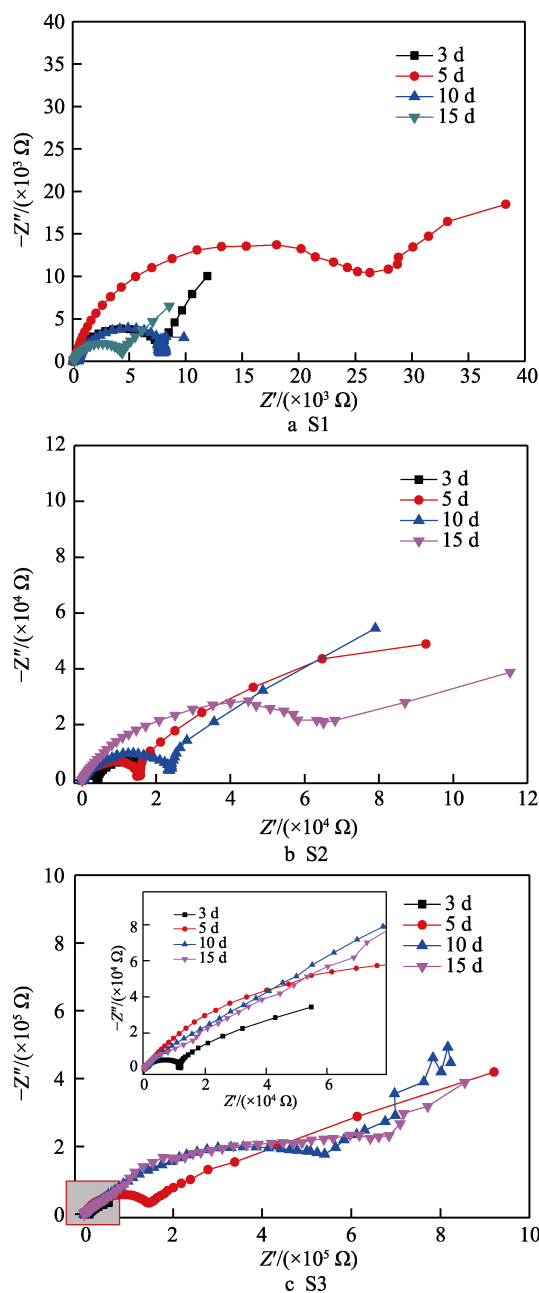 40
35
30
25
20
15
10
5
0
−Z″/(×10³ Ω)
3 d
5 d
10 d
15 d
0 5 10 15 20 25 30 35 40
Z′/(×10³ Ω)
a S1
12
10
8
6
4
2
0
−Z″/(×10⁴ Ω)
3 d
5 d
10 d
15 d
0 2 4 6 8 10 12
Z′/(×10⁴ Ω)
b S2
10
8
6
4
2
0
−Z″/(×10⁵ Ω)
3 d
5 d
10 d
15 d
8
6
4
2
0
−Z″/(×10⁴ Ω)
3 d
5 d
10 d
15 d
0 2 4 6
Z′/(×10⁴ Ω)
0 2 4 6 8 10
Z′/(×10⁵ Ω)
c S3